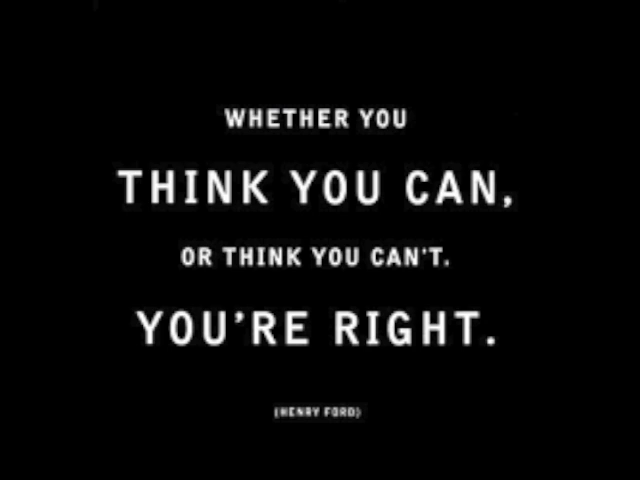 WHETHER YOU
THINK YOU CAN,
OR THINK YOU CAN'T.
YOU'RE RIGHT.
(HENRY FORD)